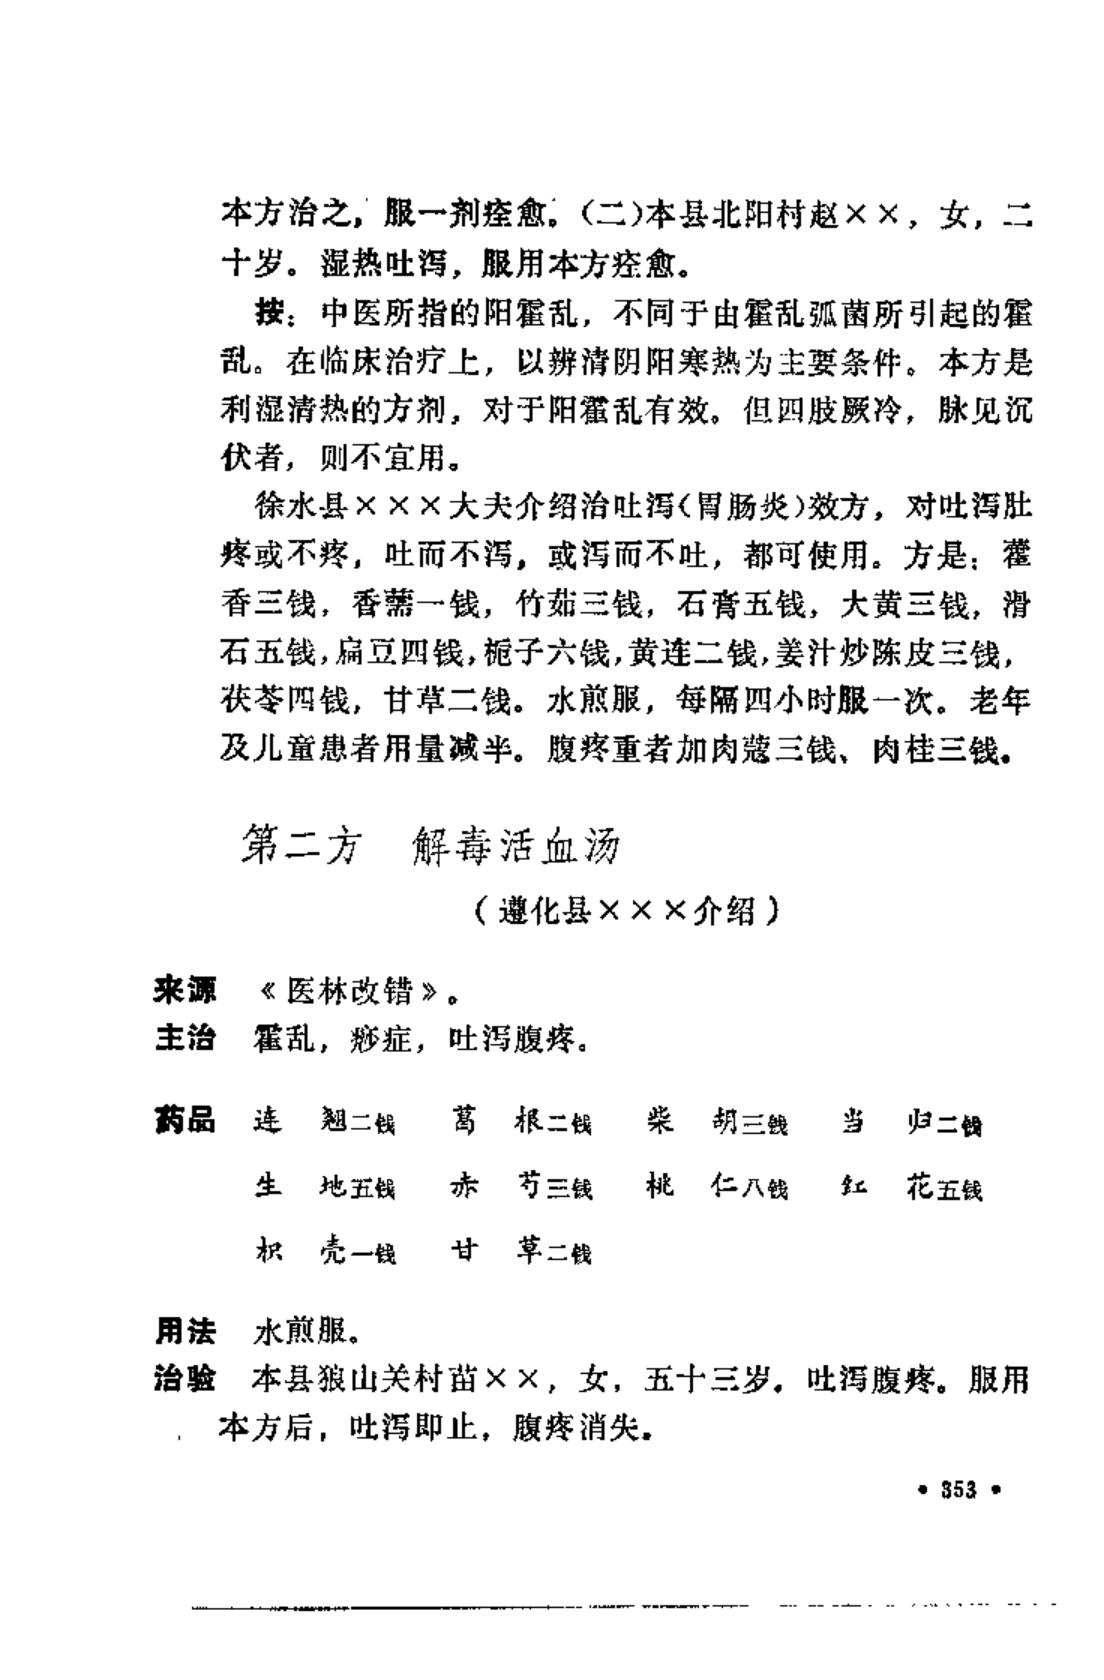 本方治之，服一剂痊愈。（二）本县北阳村赵××，女，二
十岁。湿热吐泻，服用本方痊愈。
按：中医所指的阳霍乱，不同于由霍乱弧菌所引起的霍
乱。在临床治疗上，以辨清阴阳寒热为主要条件。本方是
利湿清热的方剂，对于阳霍乱有效。但四肢厥冷，脉见沉
伏者，则不宜用。
徐水县×××大夫介绍治吐泻（胃肠炎）效方，对吐泻肚
疼或不疼，吐而不泻，或泻而不吐，都可使用。方是：藿
香三钱，香薷一钱，竹茹三钱，石膏五钱，大黄三钱，滑
石五钱，扁豆四钱，栀子六钱，黄连二钱，姜汁炒陈皮三钱，
茯苓四钱，甘草二钱。水煎服，每隔四小时服一次。老年
及儿童患者用量减半。腹疼重者加肉蔻三钱、肉桂三钱。
第二方　解毒活血汤
（遵化县×××介绍）
来源　《医林改错》。
主治　霍乱，痧症，吐泻腹疼。
药品　连　翘二钱　葛　根二钱　柴　胡三钱　当　归二钱
生　地五钱　赤　芍三钱　桃　仁八钱　红　花五钱
枳　壳一钱　甘　草二钱
用法　水煎服。
治验　本县狼山关村苗××，女，五十三岁。吐泻腹疼。服用
本方后，吐泻即止，腹疼消失。
• 353 •